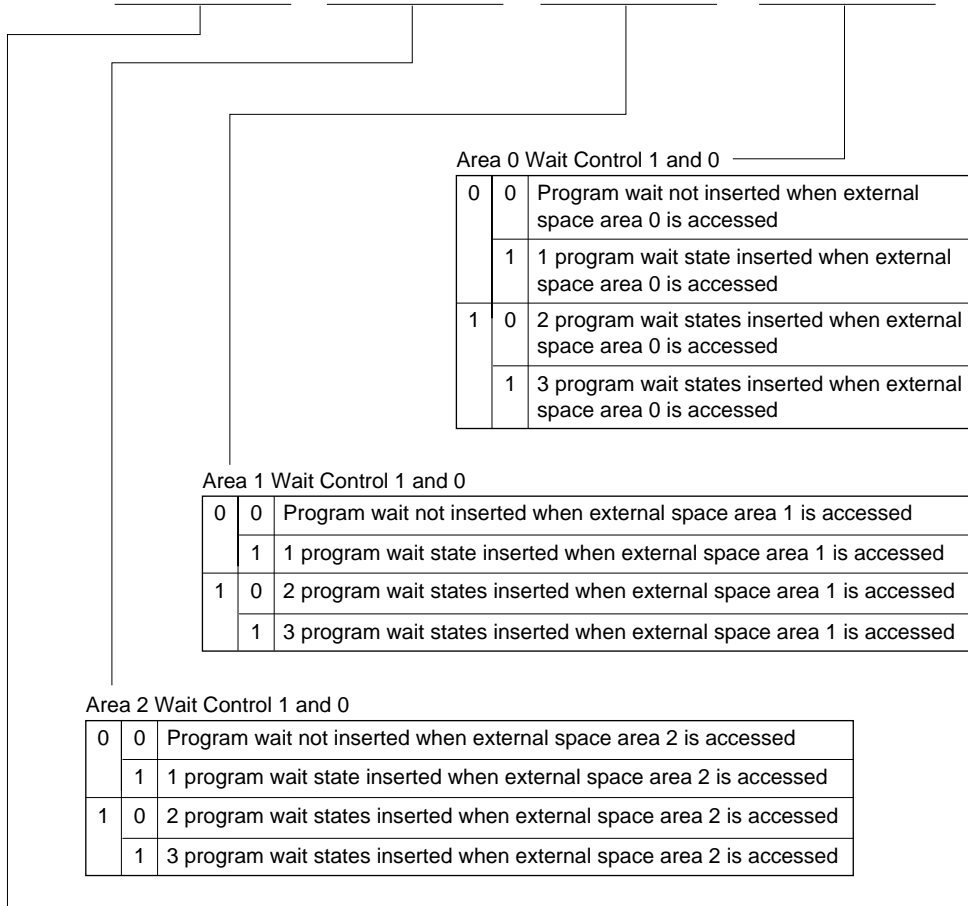 Area 0 Wait Control 1 and 0
0 0 Program wait not inserted when external
space area 0 is accessed
1 1 program wait state inserted when external
space area 0 is accessed
1 0 2 program wait states inserted when external
space area 0 is accessed
1 3 program wait states inserted when external
space area 0 is accessed
Area 1 Wait Control 1 and 0
0 0 Program wait not inserted when external space area 1 is accessed
1 1 program wait state inserted when external space area 1 is accessed
1 0 2 program wait states inserted when external space area 1 is accessed
1 3 program wait states inserted when external space area 1 is accessed
Area 2 Wait Control 1 and 0
0 0 Program wait not inserted when external space area 2 is accessed
1 1 program wait state inserted when external space area 2 is accessed
1 0 2 program wait states inserted when external space area 2 is accessed
1 3 program wait states inserted when external space area 2 is accessed